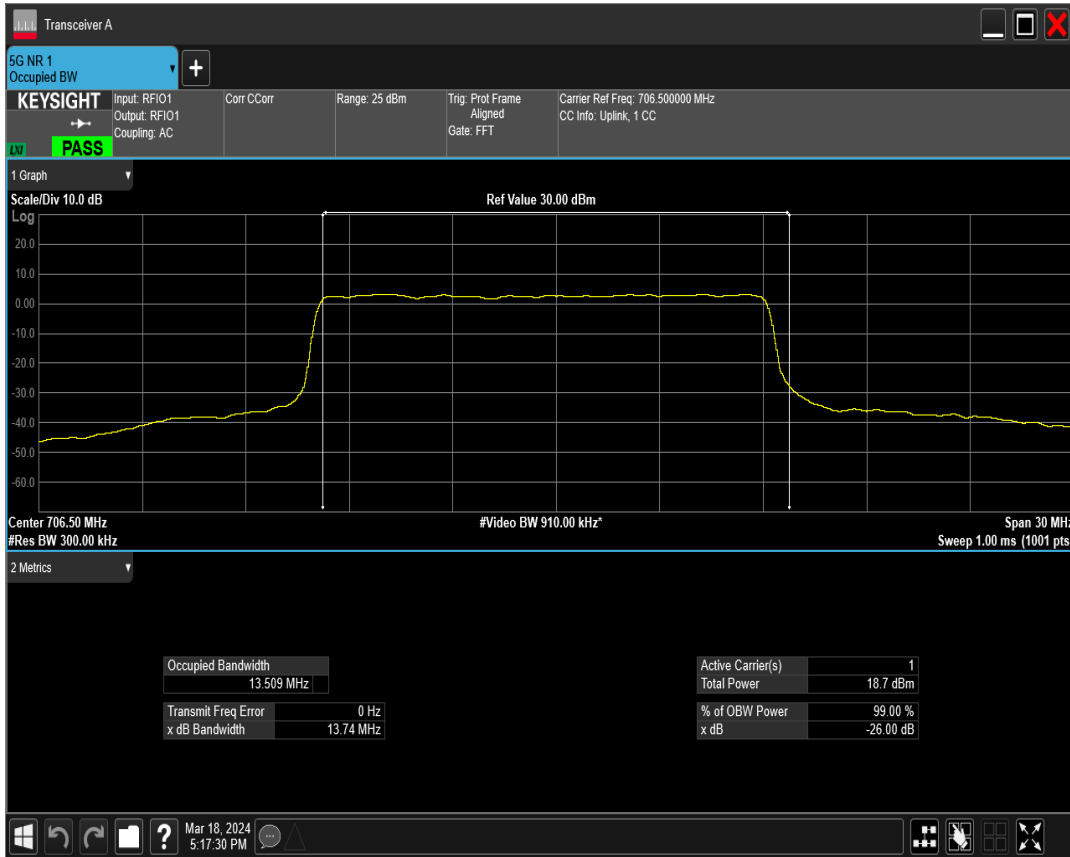 Transceiver A
5G NR 1
Occupied BW
KEYSIGHT
LXI
PASS
Input: RFIO1
Output: RFIO1
Coupling: AC
Corr CCorr
Range: 25 dBm
Trig: Prot Frame
Aligned
Gate: FFT
Carrier Ref Freq: 706.500000 MHz
CC Info: Uplink, 1 CC
1 Graph
Scale/Div 10.0 dB
Ref Value 30.00 dBm
Log
20.0
10.0
0.00
-10.0
-20.0
-30.0
-40.0
-50.0
-60.0
Center 706.50 MHz
#Video BW 910.00 kHz*
Span 30 MHz
#Res BW 300.00 kHz
Sweep 1.00 ms (1001 pts
2 Metrics
Occupied Bandwidth
13.509 MHz
Transmit Freq Error 0 Hz
x dB Bandwidth 13.74 MHz
Active Carrier(s) 1
Total Power 18.7 dBm
% of OBW Power 99.00 %
x dB -26.00 dB
?
Mar 18, 2024
5:17:30 PM